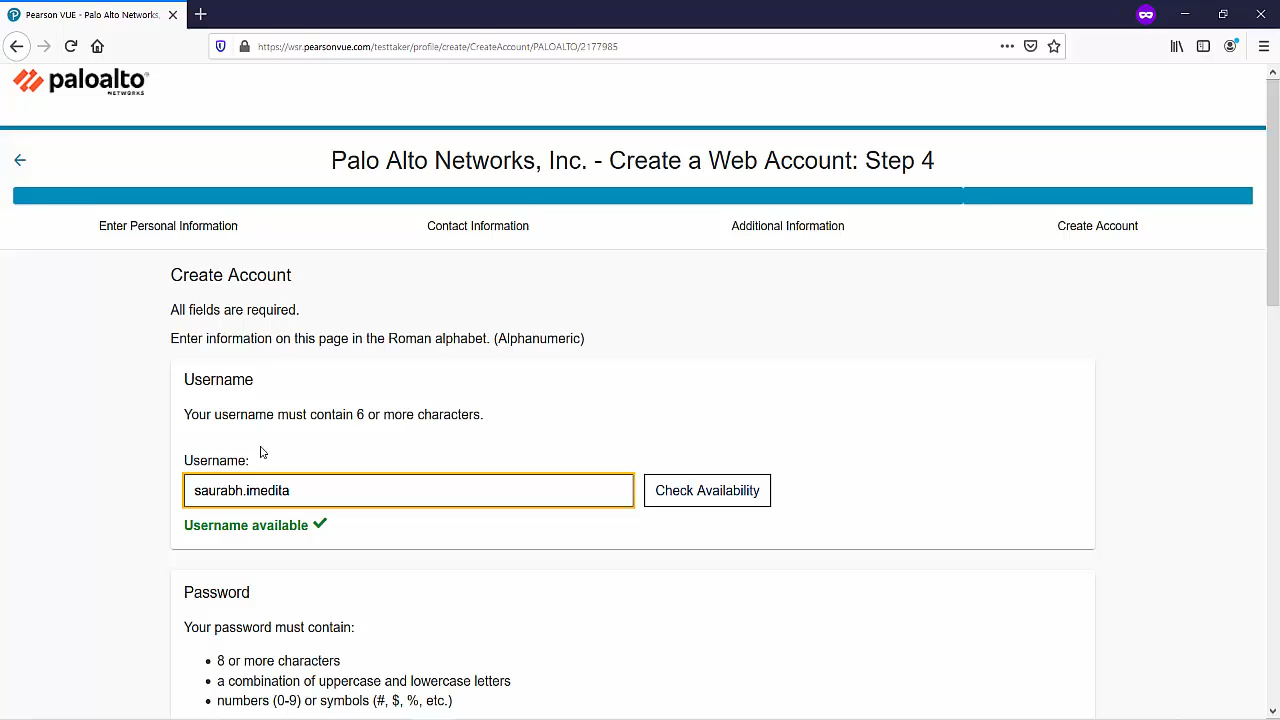 Pearson VUE - Palo Alto Networks,
https://wsr.pearsonvue.com/testtaker/profile/create/CreateAccount/PALOALTO/2177985
paloalto
NETWORKS
Palo Alto Networks, Inc. - Create a Web Account: Step 4
Enter Personal Information
Contact Information
Additional Information
Create Account
Create Account
All fields are required.
Enter information on this page in the Roman alphabet. (Alphanumeric)
Username
Your username must contain 6 or more characters.
Username:
saurabh.imedita
Check Availability
Username available
Password
Your password must contain:
• 8 or more characters
• a combination of uppercase and lowercase letters
• numbers (0-9) or symbols (#, $, %, etc.)